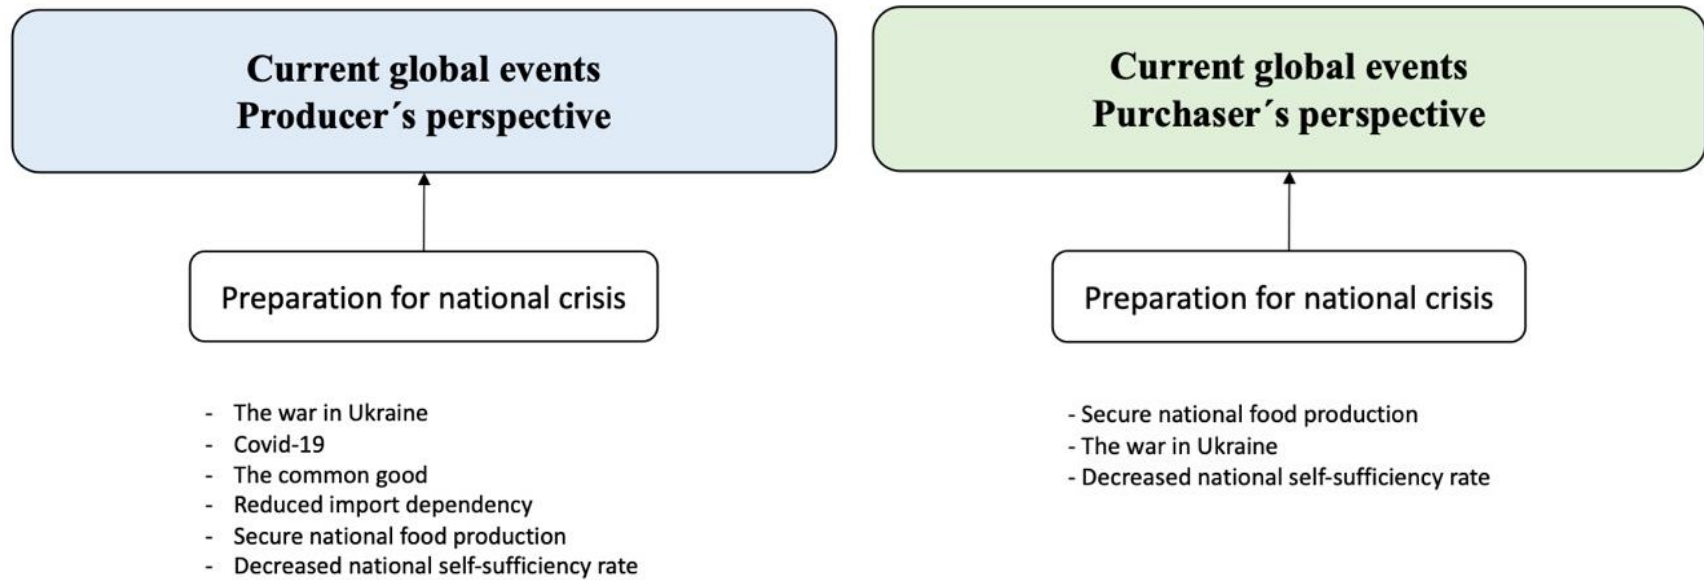 Current global events
Producer´s perspective
Preparation for national crisis
- The war in Ukraine
- Covid-19
- The common good
- Reduced import dependency
- Secure national food production
- Decreased national self-sufficiency rate
Current global events
Purchaser´s perspective
Preparation for national crisis
- Secure national food production
- The war in Ukraine
- Decreased national self-sufficiency rate